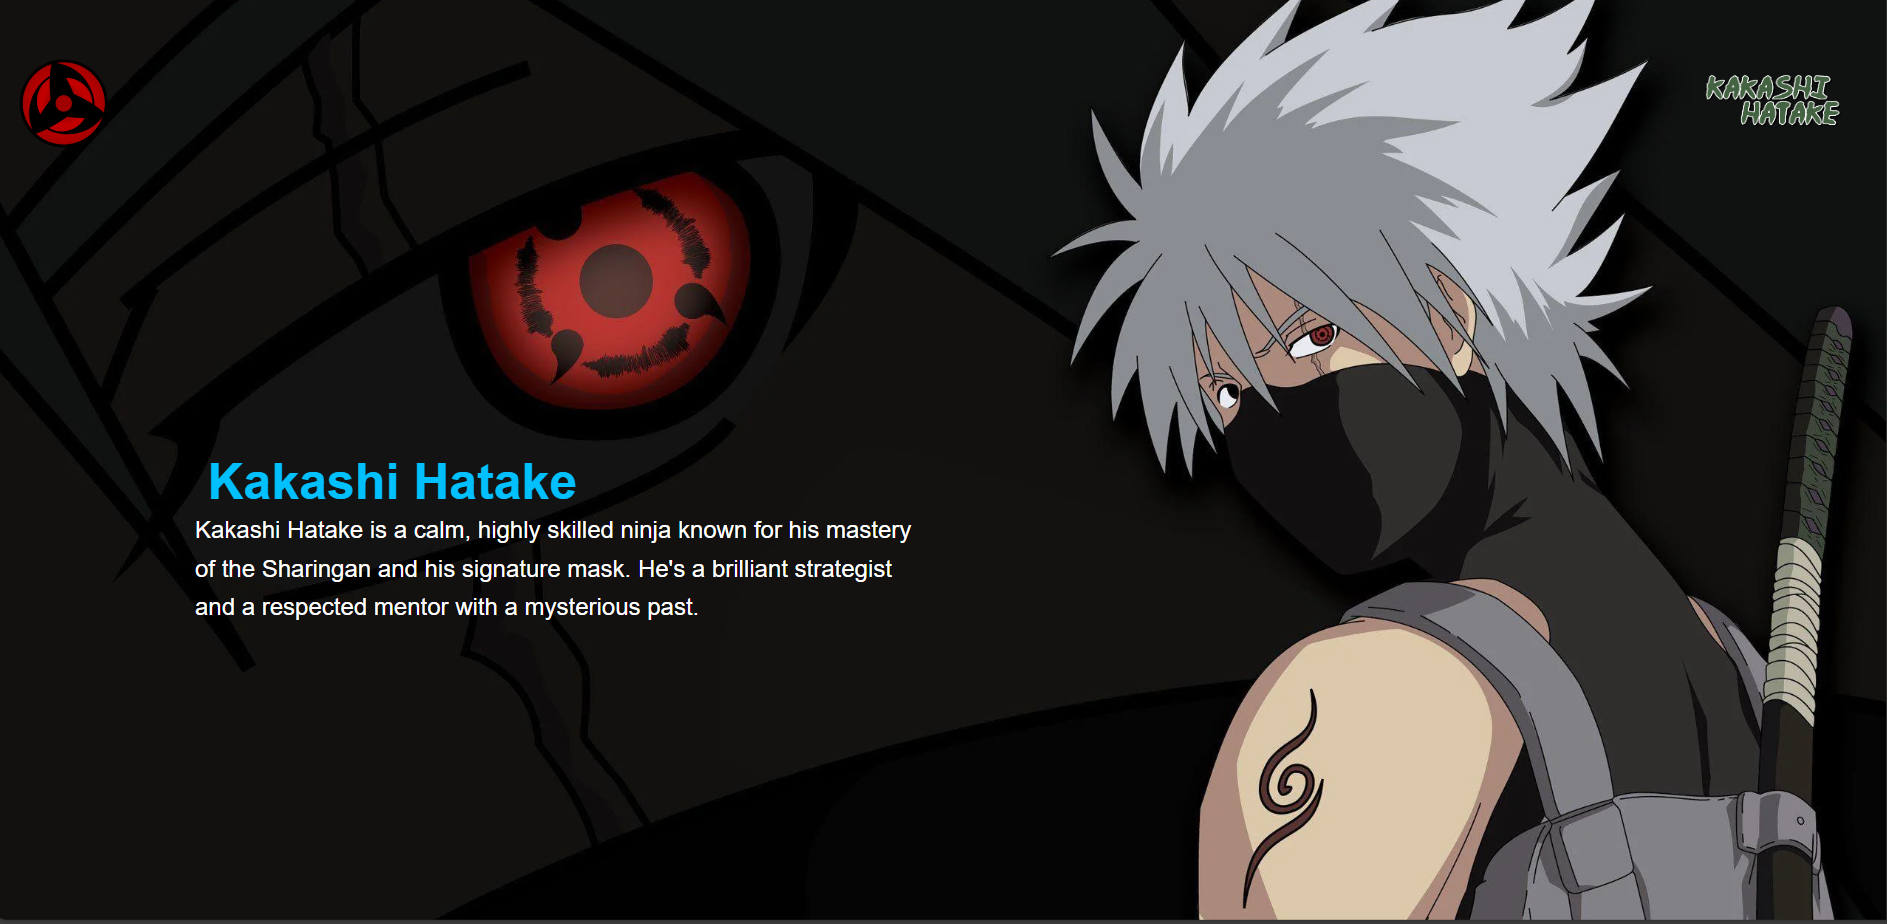 KAKASHI
HATAKE
Kakashi Hatake
Kakashi Hatake is a calm, highly skilled ninja known for his mastery
of the Sharingan and his signature mask. He's a brilliant strategist
and a respected mentor with a mysterious past.